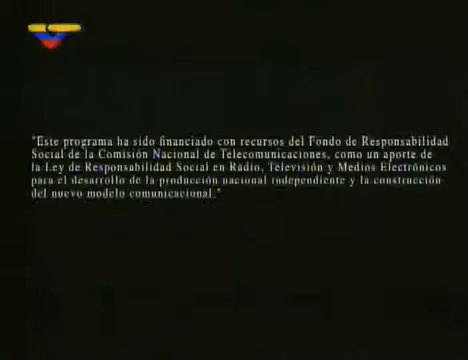 "Este programa ha sido financiado con recursos del Fondo de Responsabilidad
Social de la Comisión Nacional de Telecomunicaciones, como un aporte de
la Ley de Responsabilidad Social en Radio, Televisión y Medios Electrónicos
para el desarrollo de la producción nacional independiente y la construcción
del nuevo modelo comunicacional."